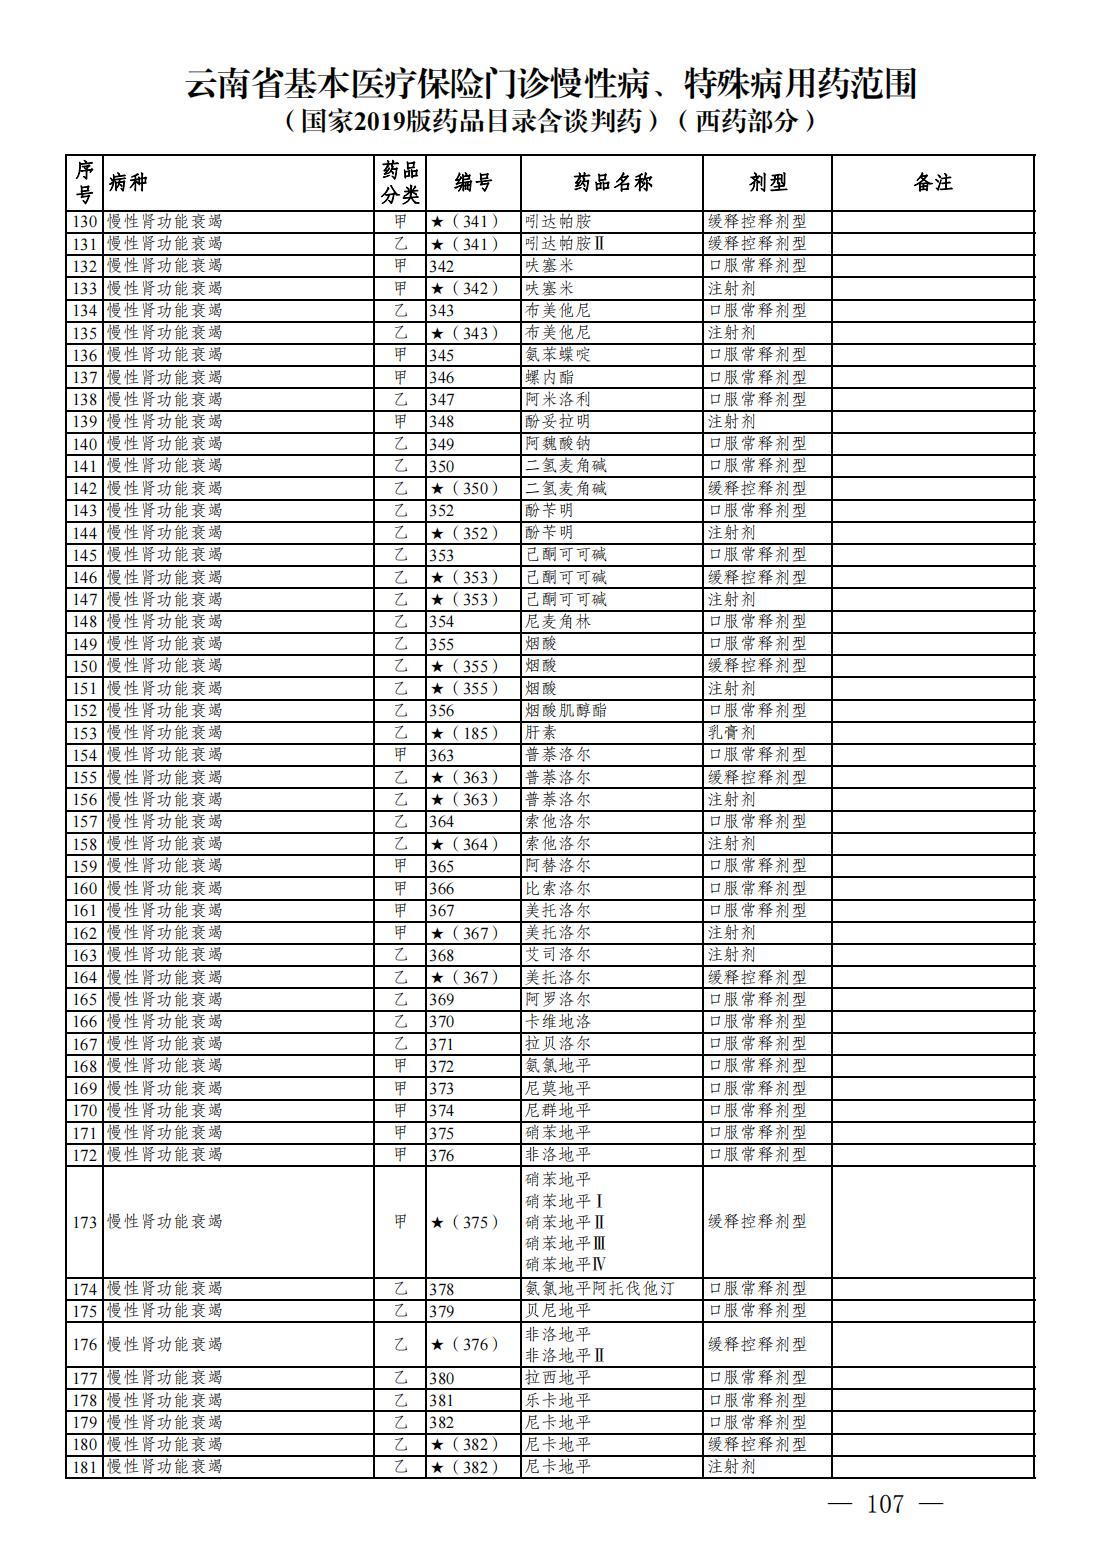 云南省基本医疗保险门诊慢性病、特殊病用药范围
（国家2019版药品目录含谈判药）（西药部分）
序号 病种 药品分类 编号 药品名称 剂型 备注
130 慢性肾功能衰竭 甲 ★（341） 吲达帕胺 缓释控释剂型
131 慢性肾功能衰竭 乙 ★（341） 吲达帕胺Ⅱ 缓释控释剂型
132 慢性肾功能衰竭 甲 342 呋塞米 口服常释剂型
133 慢性肾功能衰竭 甲 ★（342） 呋塞米 注射剂
134 慢性肾功能衰竭 乙 343 布美他尼 口服常释剂型
135 慢性肾功能衰竭 乙 ★（343） 布美他尼 注射剂
136 慢性肾功能衰竭 甲 345 氨苯蝶啶 口服常释剂型
137 慢性肾功能衰竭 甲 346 螺内酯 口服常释剂型
138 慢性肾功能衰竭 乙 347 阿米洛利 口服常释剂型
139 慢性肾功能衰竭 甲 348 酚妥拉明 注射剂
140 慢性肾功能衰竭 乙 349 阿魏酸钠 口服常释剂型
141 慢性肾功能衰竭 乙 350 二氢麦角碱 口服常释剂型
142 慢性肾功能衰竭 乙 ★（350） 二氢麦角碱 缓释控释剂型
143 慢性肾功能衰竭 乙 352 酚苄明 口服常释剂型
144 慢性肾功能衰竭 乙 ★（352） 酚苄明 注射剂
145 慢性肾功能衰竭 乙 353 己酮可可碱 口服常释剂型
146 慢性肾功能衰竭 乙 ★（353） 己酮可可碱 缓释控释剂型
147 慢性肾功能衰竭 乙 ★（353） 己酮可可碱 注射剂
148 慢性肾功能衰竭 乙 354 尼麦角林 口服常释剂型
149 慢性肾功能衰竭 乙 355 烟酸 口服常释剂型
150 慢性肾功能衰竭 乙 ★（355） 烟酸 缓释控释剂型
151 慢性肾功能衰竭 乙 ★（355） 烟酸 注射剂
152 慢性肾功能衰竭 乙 356 烟酸肌醇酯 口服常释剂型
153 慢性肾功能衰竭 乙 ★（185） 肝素 乳膏剂
154 慢性肾功能衰竭 甲 363 普萘洛尔 口服常释剂型
155 慢性肾功能衰竭 乙 ★（363） 普萘洛尔 缓释控释剂型
156 慢性肾功能衰竭 乙 ★（363） 普萘洛尔 注射剂
157 慢性肾功能衰竭 乙 364 索他洛尔 口服常释剂型
158 慢性肾功能衰竭 乙 ★（364） 索他洛尔 注射剂
159 慢性肾功能衰竭 甲 365 阿替洛尔 口服常释剂型
160 慢性肾功能衰竭 甲 366 比索洛尔 口服常释剂型
161 慢性肾功能衰竭 甲 367 美托洛尔 口服常释剂型
162 慢性肾功能衰竭 甲 ★（367） 美托洛尔 注射剂
163 慢性肾功能衰竭 乙 368 艾司洛尔 注射剂
164 慢性肾功能衰竭 乙 ★（367） 美托洛尔 缓释控释剂型
165 慢性肾功能衰竭 乙 369 阿罗洛尔 口服常释剂型
166 慢性肾功能衰竭 乙 370 卡维地洛 口服常释剂型
167 慢性肾功能衰竭 乙 371 拉贝洛尔 口服常释剂型
168 慢性肾功能衰竭 甲 372 氨氯地平 口服常释剂型
169 慢性肾功能衰竭 甲 373 尼莫地平 口服常释剂型
170 慢性肾功能衰竭 甲 374 尼群地平 口服常释剂型
171 慢性肾功能衰竭 甲 375 硝苯地平 口服常释剂型
172 慢性肾功能衰竭 甲 376 非洛地平 口服常释剂型
硝苯地平
硝苯地平Ⅰ
173 慢性肾功能衰竭 甲 ★（375） 硝苯地平Ⅱ 缓释控释剂型
硝苯地平Ⅲ
硝苯地平Ⅳ
174 慢性肾功能衰竭 乙 378 氨氯地平阿托伐他汀 口服常释剂型
175 慢性肾功能衰竭 乙 379 贝尼地平 口服常释剂型
176 慢性肾功能衰竭 乙 ★（376） 非洛地平 缓释控释剂型
非洛地平Ⅱ
177 慢性肾功能衰竭 乙 380 拉西地平 口服常释剂型
178 慢性肾功能衰竭 乙 381 乐卡地平 口服常释剂型
179 慢性肾功能衰竭 乙 382 尼卡地平 口服常释剂型
180 慢性肾功能衰竭 乙 ★（382） 尼卡地平 缓释控释剂型
181 慢性肾功能衰竭 乙 ★（382） 尼卡地平 注射剂
— 107 —